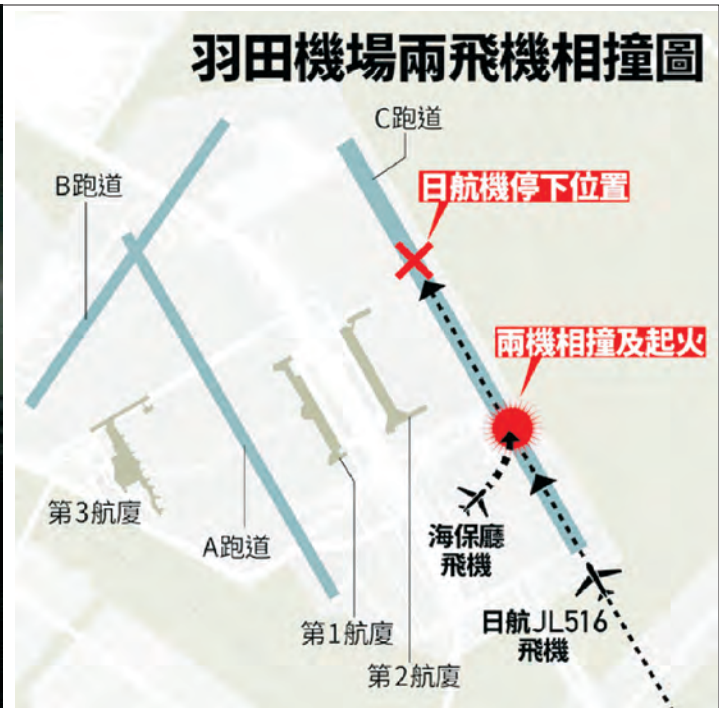 羽田機場兩飛機相撞圖
C跑道
B跑道
日航機停下位置
兩機相撞及起火
第3航廈
A跑道
海保廳
飛機
第1航廈
日航JL516
飛機
第2航廈